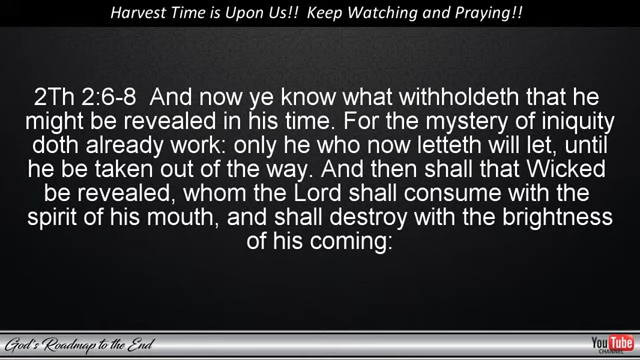 Harvest Time is Upon Us!! Keep Watching and Praying!!
2Th 2:6-8 And now ye know what withholdeth that he
might be revealed in his time. For the mystery of iniquity
doth already work: only he who now letteth will let, until
he be taken out of the way. And then shall that Wicked
be revealed, whom the Lord shall consume with the
spirit of his mouth, and shall destroy with the brightness
of his coming:
God's Roadmap to the End
YouTube
CHANNEL